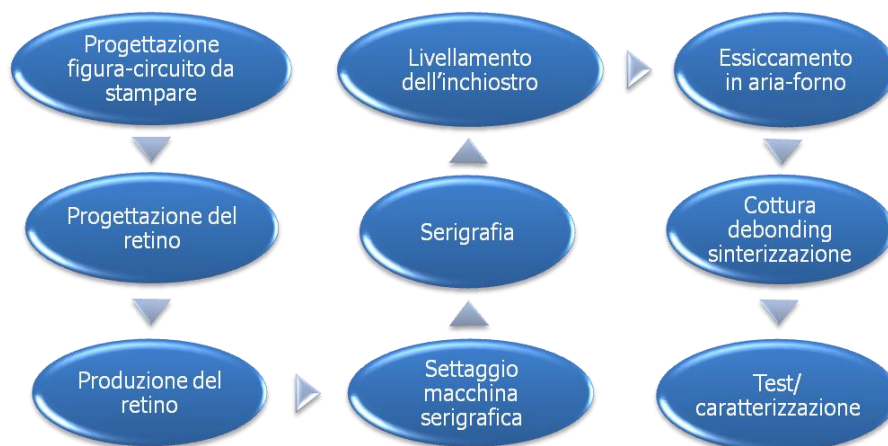 Progettazione
figura-circuito da
stampare
Progettazione del
retino
Produzione del
retino
Settaggio
macchina
serigrafica
Serigrafia
Livellamento
dell'inchiostro
Essiccamento
in aria-forno
Cottura
debonding
sinterizzazione
Test/
caratterizzazione